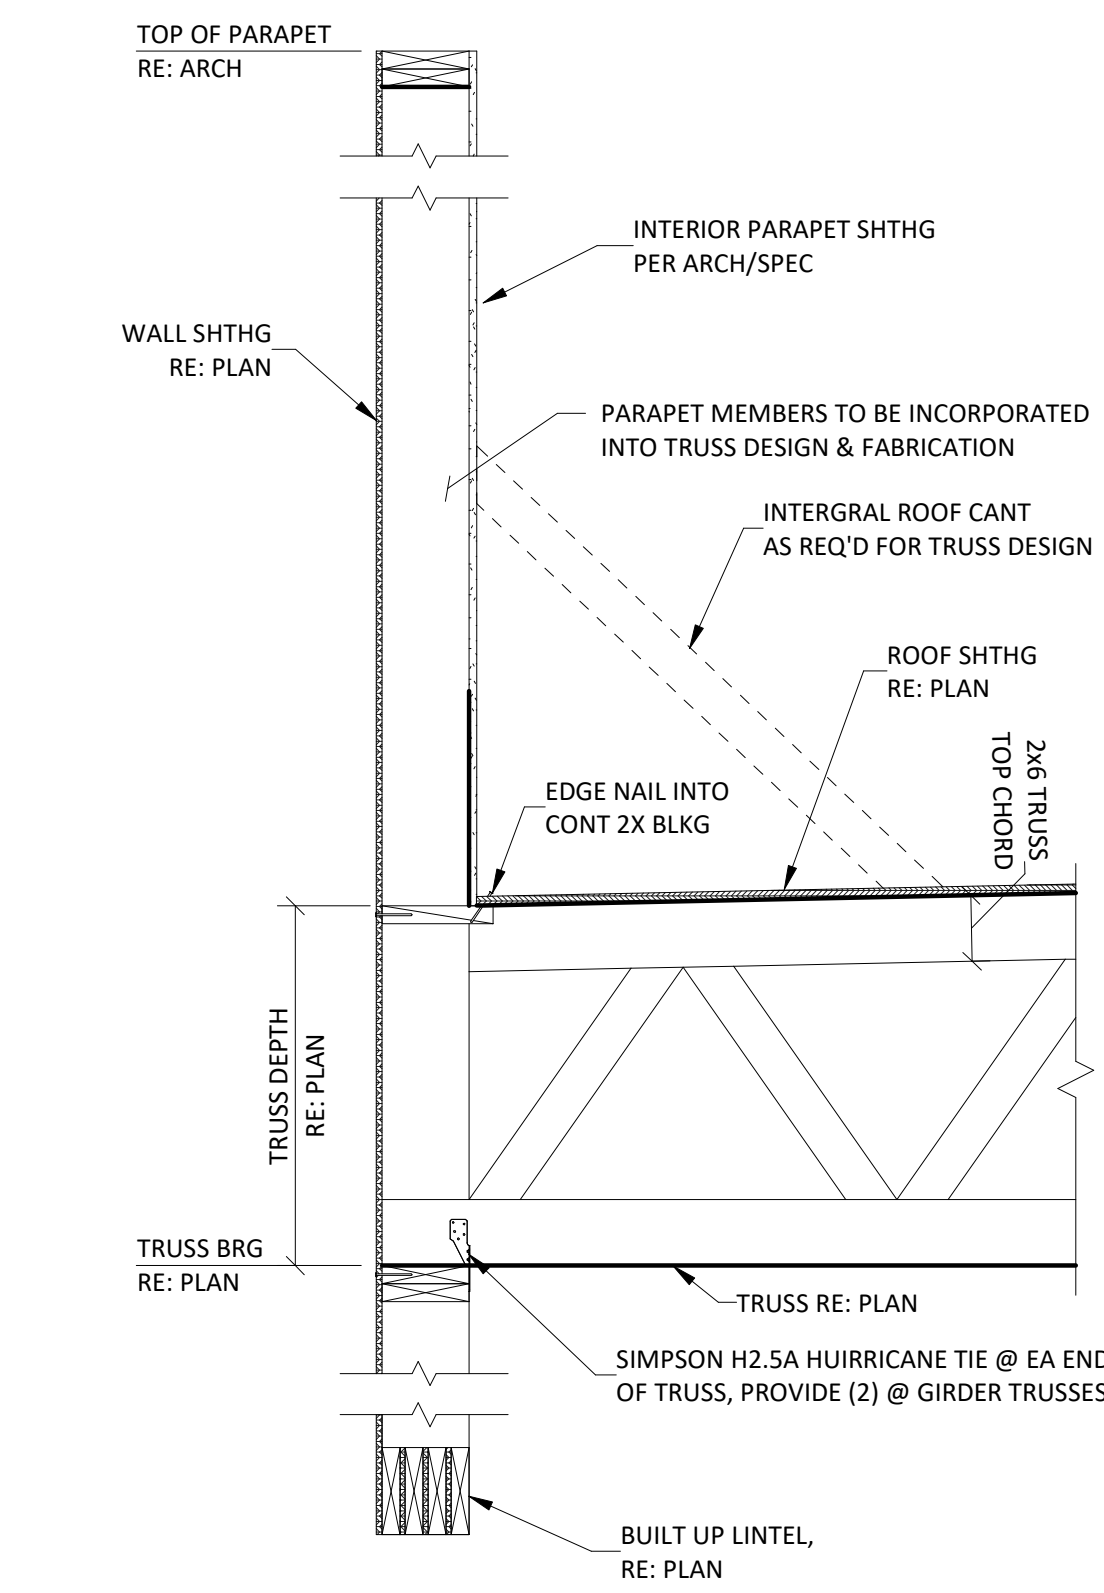 TOP OF PARAPET
RE: ARCH
INTERIOR PARAPET SHTHG
PER ARCH/SPEC
WALL SHTHG
RE: PLAN
PARAPET MEMBERS TO BE INCORPORATED
INTO TRUSS DESIGN & FABRICATION
INTERGRAL ROOF CANT
AS REQ'D FOR TRUSS DESIGN
ROOF SHTHG
RE: PLAN
2x6 TRUSS
TOP CHORD
EDGE NAIL INTO
CONT 2X BLKG
TRUSS DEPTH
RE: PLAN
TRUSS BRG
RE: PLAN
TRUSS RE: PLAN
SIMPSON H2.5A HUIRRICANE TIE @ EA END
OF TRUSS, PROVIDE (2) @ GIRDER TRUSSES
BUILT UP LINTEL,
RE: PLAN